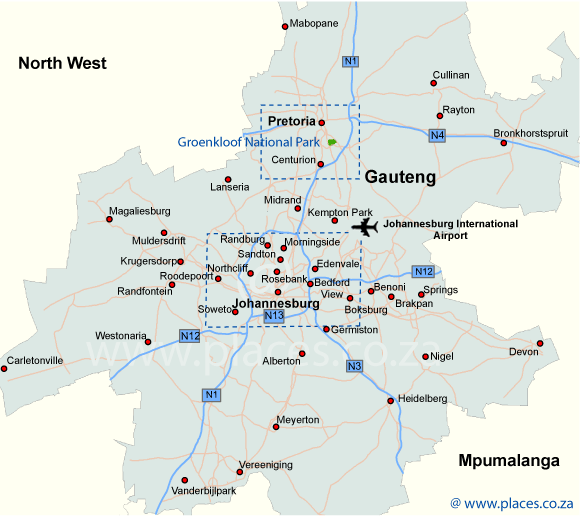 Mabopane
North West
N1
Cullinan
Rayton
Pretoria
N4
Bronkhorstspruit
Groenkloof National Park
Centurion
Gauteng
Lanseria
Midrand
Magaliesburg
Kempton Park
Johannesburg International
Airport
Muldersdrift
Randburg
Morningside
Sandton
Krugersdorp
Northcliff
Edenvale
Roodepoort
Rosebank
N12
Randfontein
Bedford
View
Benoni
Springs
Johannesburg
Brakpan
Boksburg
Soweto
N13
Germiston
Westonaria
N12
www.places.co.za
Carletonville
Alberton
N3
Nigel
Devon
N1
Heidelberg
Meyerton
Vereeniging
Mpumalanga
Vanderbijlpark
@ www.places.co.za